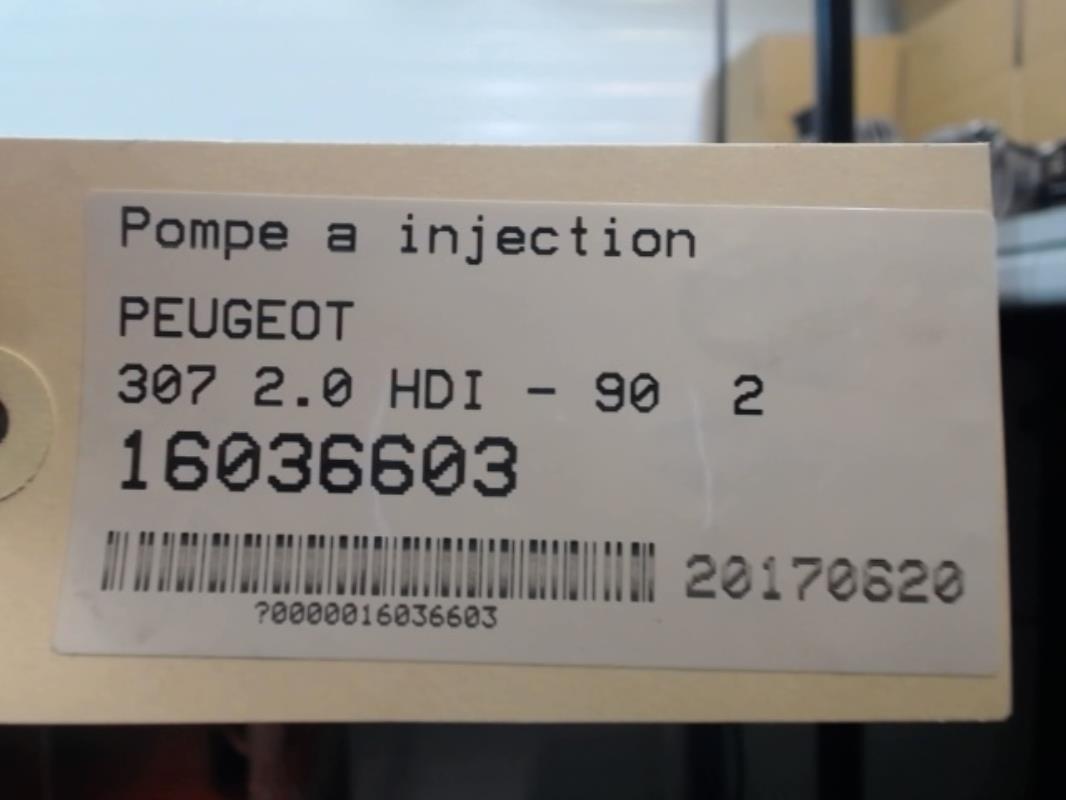 Pompe a injection
PEUGEOT
307 2.0 HDI - 90 2
16036603
20170620
?0000016036603